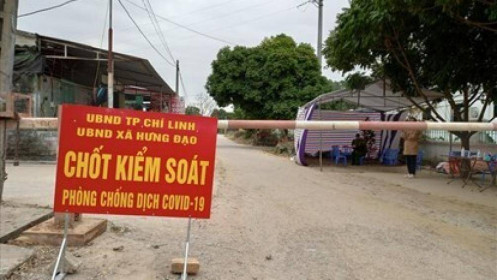 UBND TP.CHÍ LINH
UBND XÃ HƯNG ĐẠO
CHỐT KIỂM SOÁT
PHÒNG CHỐNG DỊCH COVID-19